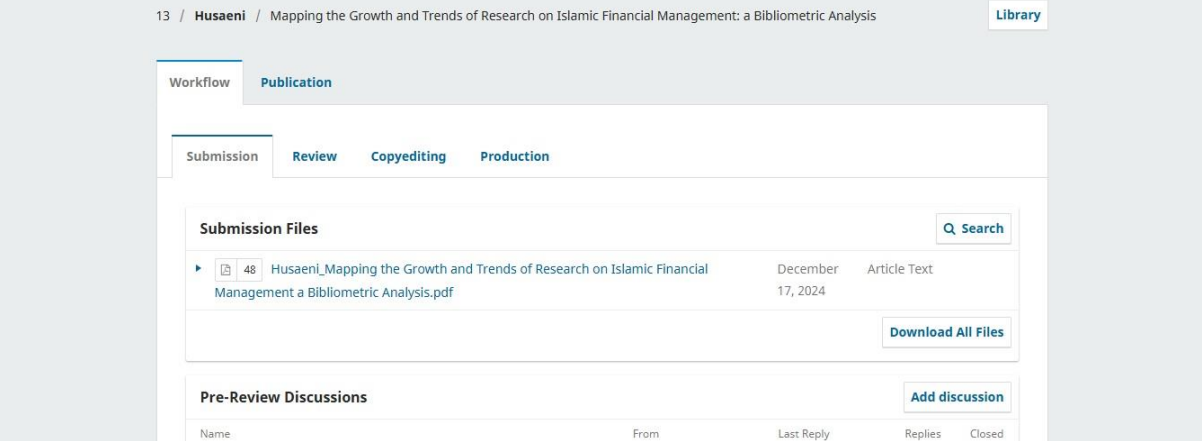 13 / Husaeni / Mapping the Growth and Trends of Research on Islamic Financial Management: a Bibliometric Analysis
Library
Workflow Publication
Submission Review Copyediting Production
Submission Files
Search
48 Husaeni_Mapping the Growth and Trends of Research on Islamic Financial
Management a Bibliometric Analysis.pdf
December
17, 2024
Article Text
Download All Files
Pre-Review Discussions
Add discussion
Name From Last Reply Replies Closed